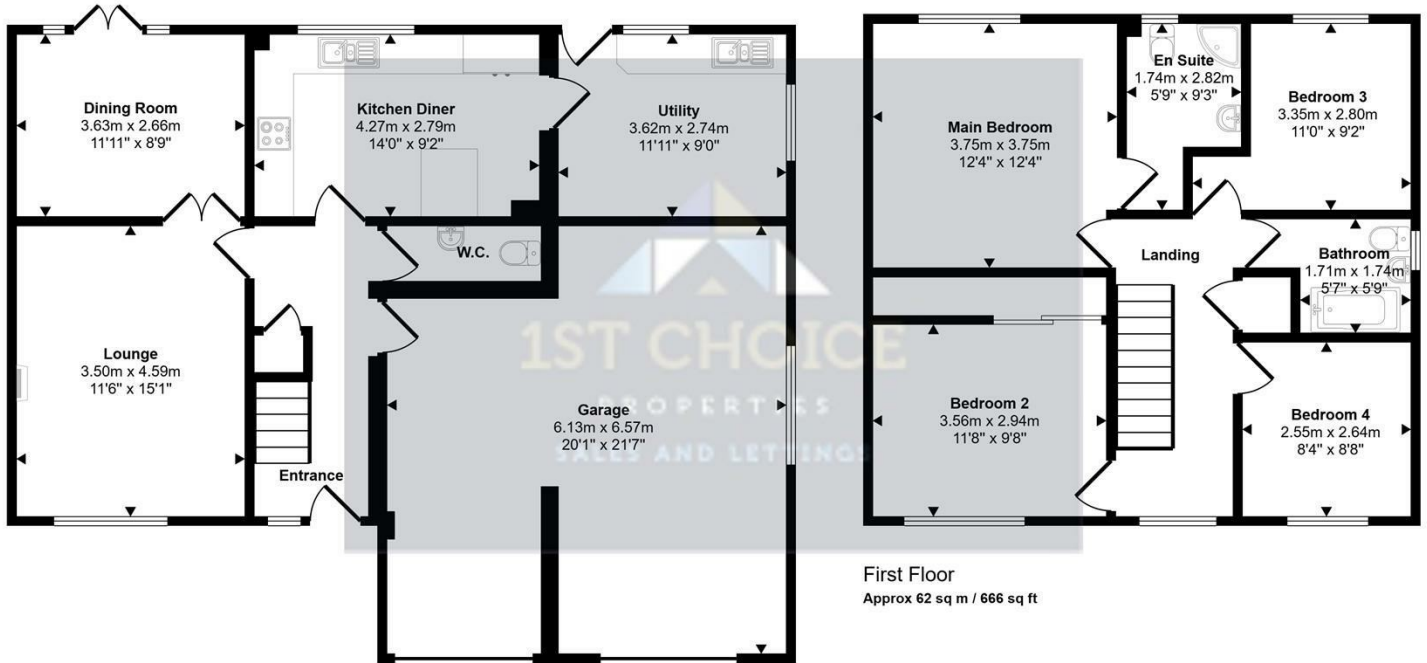 Dining Room
3.63m x 2.66m
11'11" x 8'9"
Kitchen Diner
4.27m x 2.79m
14'0" x 9'2"
Utility
3.62m x 2.74m
11'11" x 9'0"
W.C.
Lounge
3.50m x 4.59m
11'6" x 15'1"
Entrance
Garage
6.13m x 6.57m
20'1" x 21'7"
1ST CHOICE
PROPERTIES
SALES AND LETTINGS
Main Bedroom
3.75m x 3.75m
12'4" x 12'4"
En Suite
1.74m x 2.82m
5'9" x 9'3"
Bedroom 3
3.35m x 2.80m
11'0" x 9'2"
Landing
Bathroom
1.71m x 1.74m
5'7" x 5'9"
Bedroom 2
3.56m x 2.94m
11'8" x 9'8"
Bedroom 4
2.55m x 2.64m
8'4" x 8'8"
First Floor
Approx 62 sq m / 666 sq ft